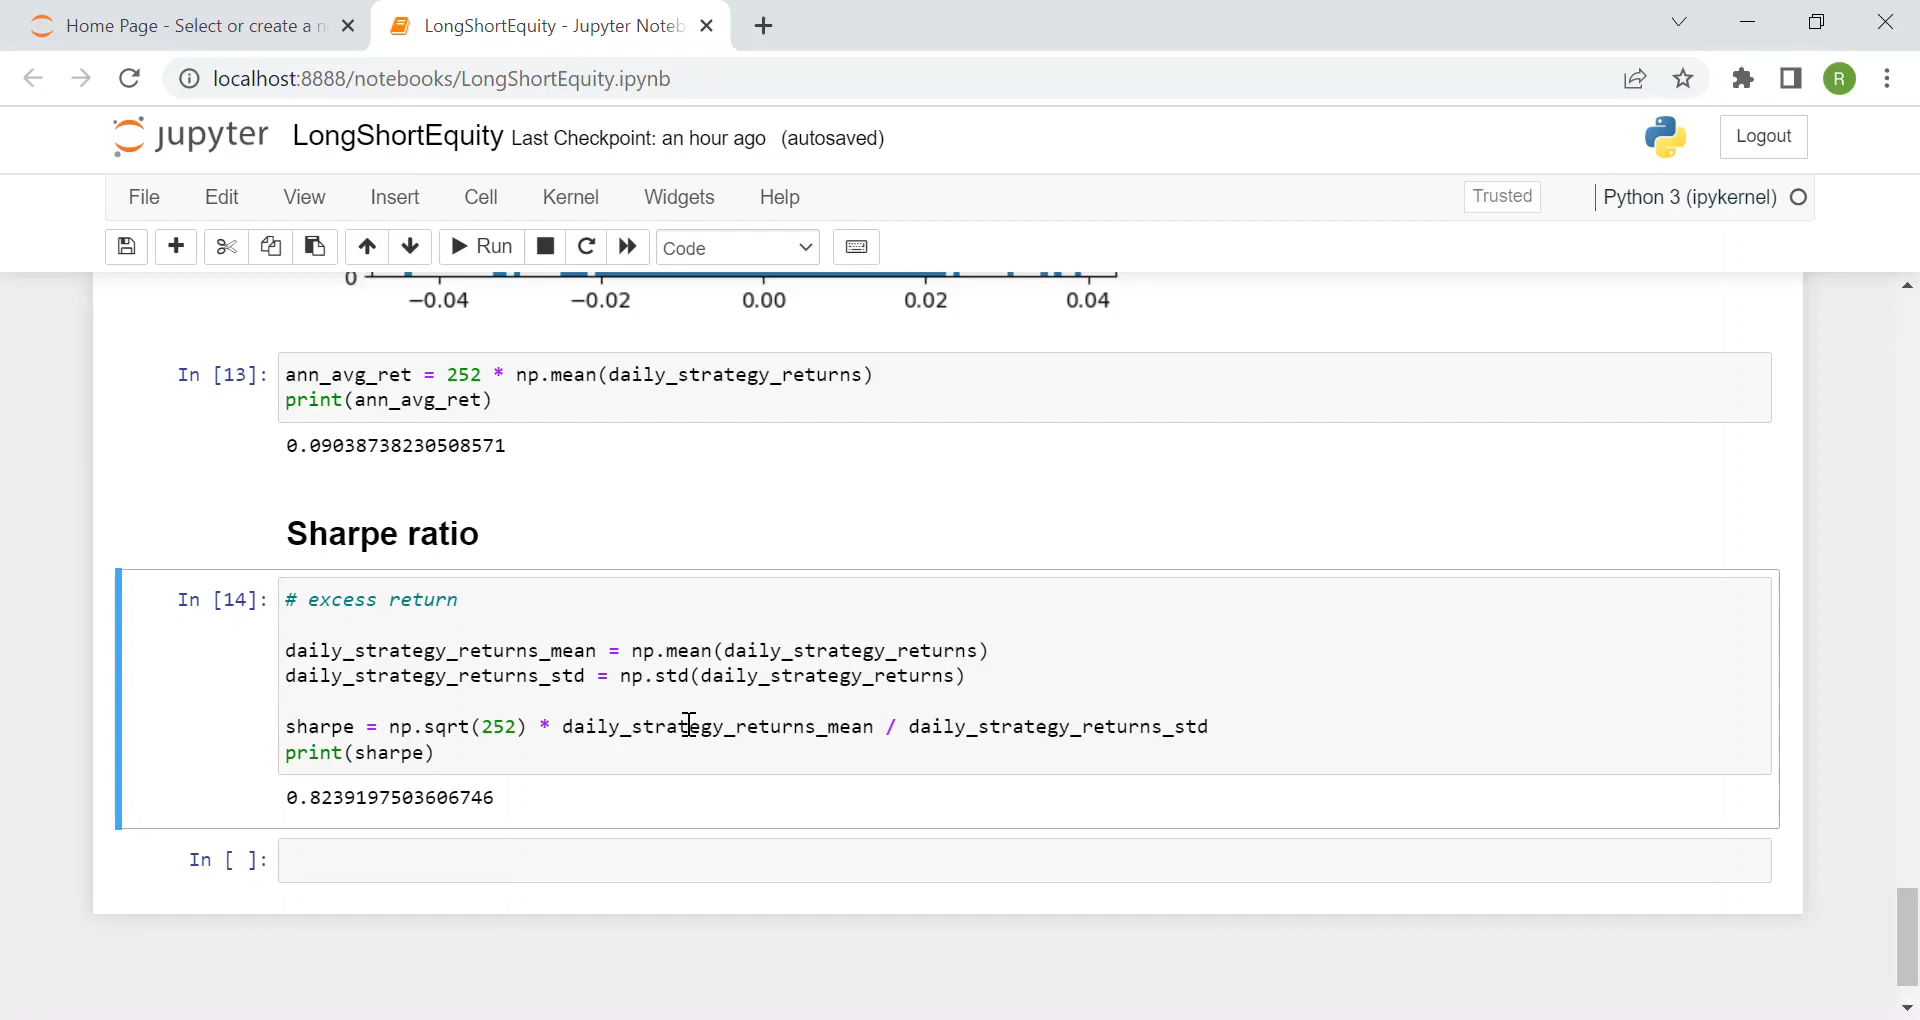 Home Page - Select or create a n
LongShortEquity - Jupyter Noteb
localhost:8888/notebooks/LongShortEquity.ipynb
R
jupyter LongShortEquity Last Checkpoint: an hour ago (autosaved)
Logout
File Edit View Insert Cell Kernel Widgets Help
Trusted
Python 3 (ipykernel)
Run
Code
0
−0.04 −0.02 0.00 0.02 0.04
In [13]: ann_avg_ret = 252 * np.mean(daily_strategy_returns)
print(ann_avg_ret)
0.09038738230508571
Sharpe ratio
In [14]: # excess return
daily_strategy_returns_mean = np.mean(daily_strategy_returns)
daily_strategy_returns_std = np.std(daily_strategy_returns)
sharpe = np.sqrt(252) * daily_strategy_returns_mean / daily_strategy_returns_std
print(sharpe)
0.8239197503606746
In [ ]: